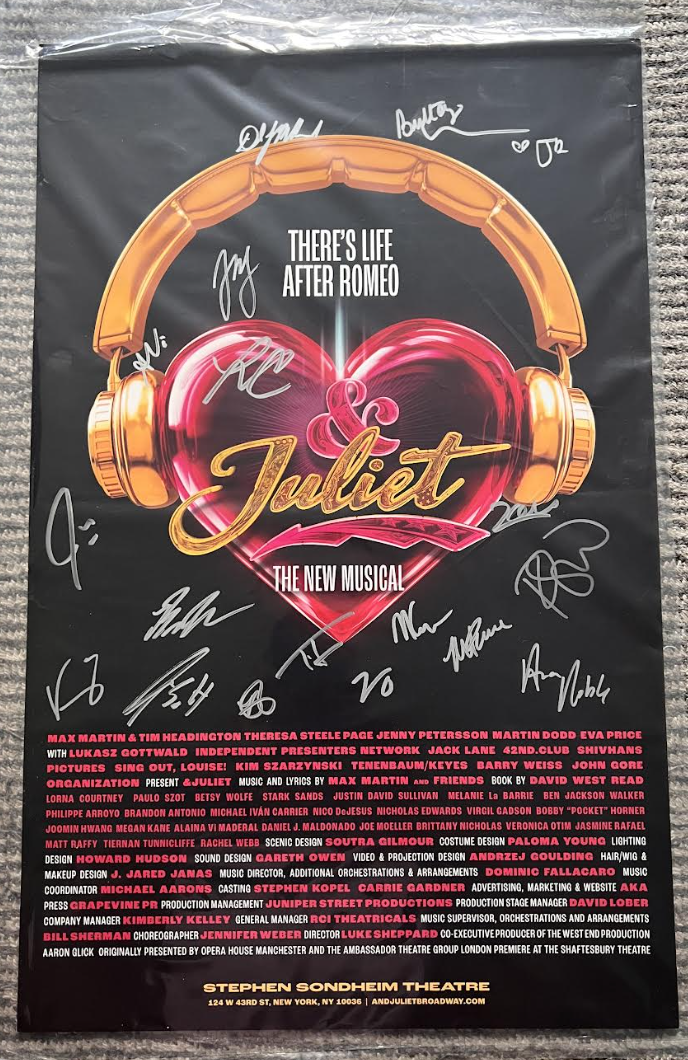 THERE'S LIFE
AFTER ROMEO
&
Juliet
THE NEW MUSICAL
MAX MARTIN & TIM HEADINGTON THERESA STEELE PAGE JENNY PETERSSON MARTIN DODD EVA PRICE
WITH LUKASZ GOTTWALD INDEPENDENT PRESENTERS NETWORK JACK LANE 42ND.CLUB SHIVHANS
PICTURES SING OUT, LOUISE! KIM SZARZYNSKI TENENBAUM/KEYES BARRY WEISS JOHN GORE
ORGANIZATION PRESENT &JULIET MUSIC AND LYRICS BY MAX MARTIN AND FRIENDS BOOK BY DAVID WEST READ
LORNA COURTNEY PAULO SZOT BETSY WOLFE STARK SANDS JUSTIN DAVID SULLIVAN MELANIE La BARRIE BEN JACKSON WALKER
PHILIPPE ARROYO BRANDON ANTONIO MICHAEL IVÁN CARRIER NICO DeJESUS NICHOLAS EDWARDS VIRGIL GADSON BOBBY "POCKET" HORNER
JOOMIN HWANG MEGAN KANE ALAINA VI MADERAL DANIEL J. MALDONADO JOE MOELLER BRITTANY NICHOLAS VERONICA OTIM JASMINE RAFAEL
MATT RAFFY TIERNAN TUNNICLIFFE RACHEL WEBB SCENIC DESIGN SOUTRA GILMOUR COSTUME DESIGN PALOMA YOUNG LIGHTING
DESIGN HOWARD HUDSON SOUND DESIGN GARETH OWEN VIDEO & PROJECTION DESIGN ANDRZEJ GOULDING HAIR/WIG &
MAKEUP DESIGN J. JARED JANAS MUSIC DIRECTOR, ADDITIONAL ORCHESTRATIONS & ARRANGEMENTS DOMINIC FALLACARO MUSIC
COORDINATOR MICHAEL AARONS CASTING STEPHEN KOPEL CARRIE GARDNER ADVERTISING, MARKETING & WEBSITE AKA
PRESS GRAPEVINE PR PRODUCTION MANAGEMENT JUNIPER STREET PRODUCTIONS PRODUCTION STAGE MANAGER DAVID LOBER
COMPANY MANAGER KIMBERLY KELLEY GENERAL MANAGER RCI THEATRICALS MUSIC SUPERVISOR, ORCHESTRATIONS AND ARRANGEMENTS
BILL SHERMAN CHOREOGRAPHER JENNIFER WEBER DIRECTOR LUKE SHEPPARD CO-EXECUTIVE PRODUCER OF THE WEST END PRODUCTION
AARON GLICK ORIGINALLY PRESENTED BY OPERA HOUSE MANCHESTER AND THE AMBASSADOR THEATRE GROUP LONDON PREMIERE AT THE SHAFTESBURY THEATRE
STEPHEN SONDHEIM THEATRE
124 W 43RD ST, NEW YORK, NY 10036 | ANDJULIETBROADWAY.COM